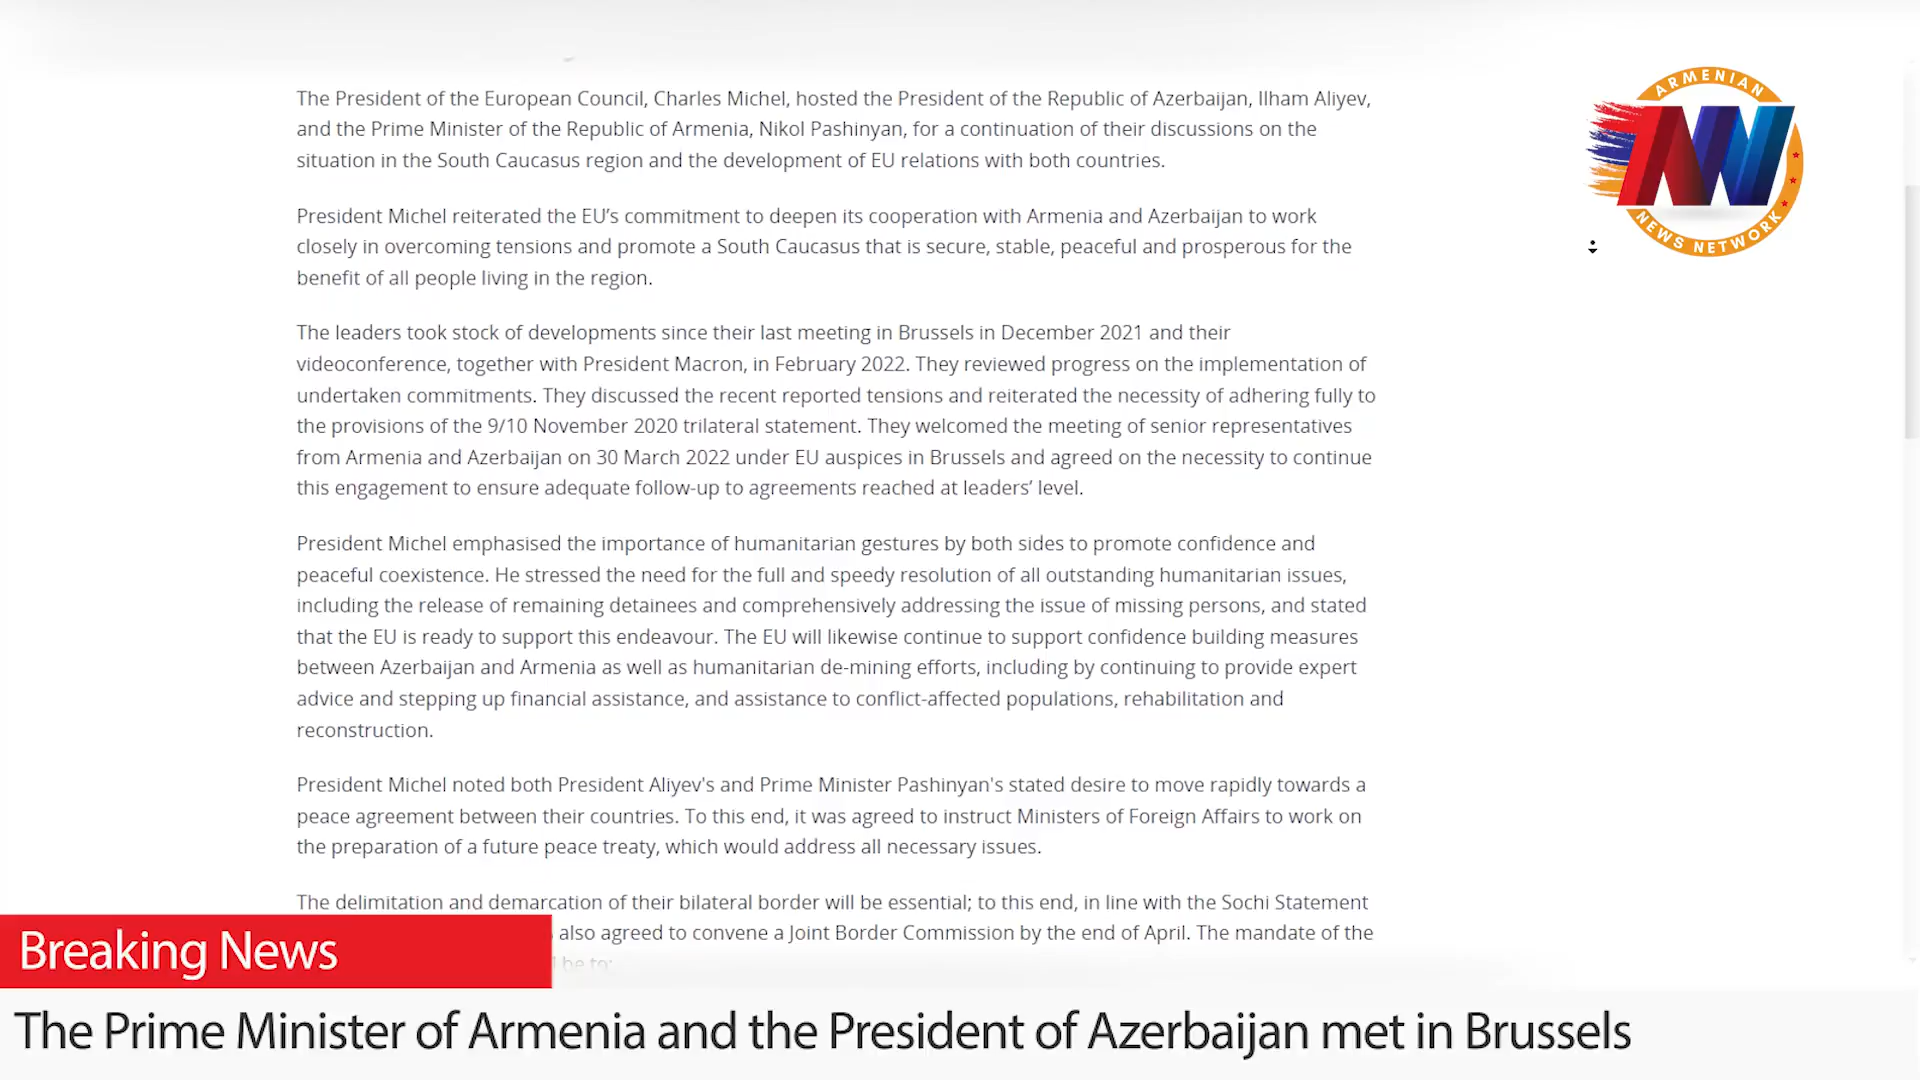 The President of the European Council, Charles Michel, hosted the President of the Republic of Azerbaijan, Ilham Aliyev,
and the Prime Minister of the Republic of Armenia, Nikol Pashinyan, for a continuation of their discussions on the
situation in the South Caucasus region and the development of EU relations with both countries.
President Michel reiterated the EU’s commitment to deepen its cooperation with Armenia and Azerbaijan to work
closely in overcoming tensions and promote a South Caucasus that is secure, stable, peaceful and prosperous for the
benefit of all people living in the region.
The leaders took stock of developments since their last meeting in Brussels in December 2021 and their
videoconference, together with President Macron, in February 2022. They reviewed progress on the implementation of
undertaken commitments. They discussed the recent reported tensions and reiterated the necessity of adhering fully to
the provisions of the 9/10 November 2020 trilateral statement. They welcomed the meeting of senior representatives
from Armenia and Azerbaijan on 30 March 2022 under EU auspices in Brussels and agreed on the necessity to continue
this engagement to ensure adequate follow-up to agreements reached at leaders’ level.
President Michel emphasised the importance of humanitarian gestures by both sides to promote confidence and
peaceful coexistence. He stressed the need for the full and speedy resolution of all outstanding humanitarian issues,
including the release of remaining detainees and comprehensively addressing the issue of missing persons, and stated
that the EU is ready to support this endeavour. The EU will likewise continue to support confidence building measures
between Azerbaijan and Armenia as well as humanitarian de-mining efforts, including by continuing to provide expert
advice and stepping up financial assistance, and assistance to conflict-affected populations, rehabilitation and
reconstruction.
President Michel noted both President Aliyev's and Prime Minister Pashinyan's stated desire to move rapidly towards a
peace agreement between their countries. To this end, it was agreed to instruct Ministers of Foreign Affairs to work on
the preparation of a future peace treaty, which would address all necessary issues.
The delimitation and demarcation of their bilateral border will be essential; to this end, in line with the Sochi Statement
also agreed to convene a Joint Border Commission by the end of April. The mandate of the
be to:
ARMENIAN
NW
NEWS NETWORK
Breaking News
The Prime Minister of Armenia and the President of Azerbaijan met in Brussels